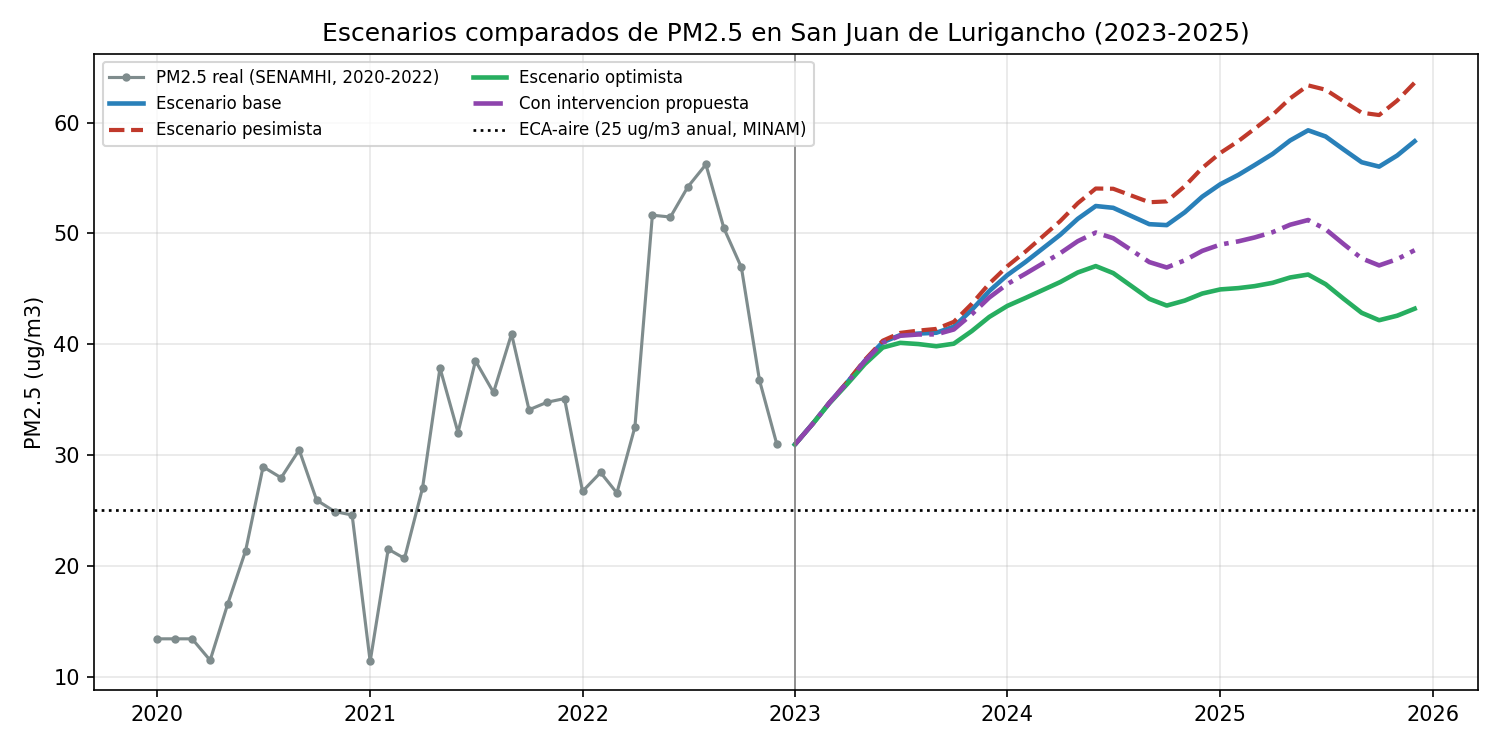 Escenarios comparados de PM2.5 en San Juan de Lurigancho (2023-2025)
PM2.5 real (SENAMHI, 2020-2022)
Escenario base
Escenario pesimista
Escenario optimista
Con intervencion propuesta
ECA-aire (25 ug/m3 anual, MINAM)
PM2.5 (ug/m3)
60
50
40
30
20
10
2020 2021 2022 2023 2024 2025 2026